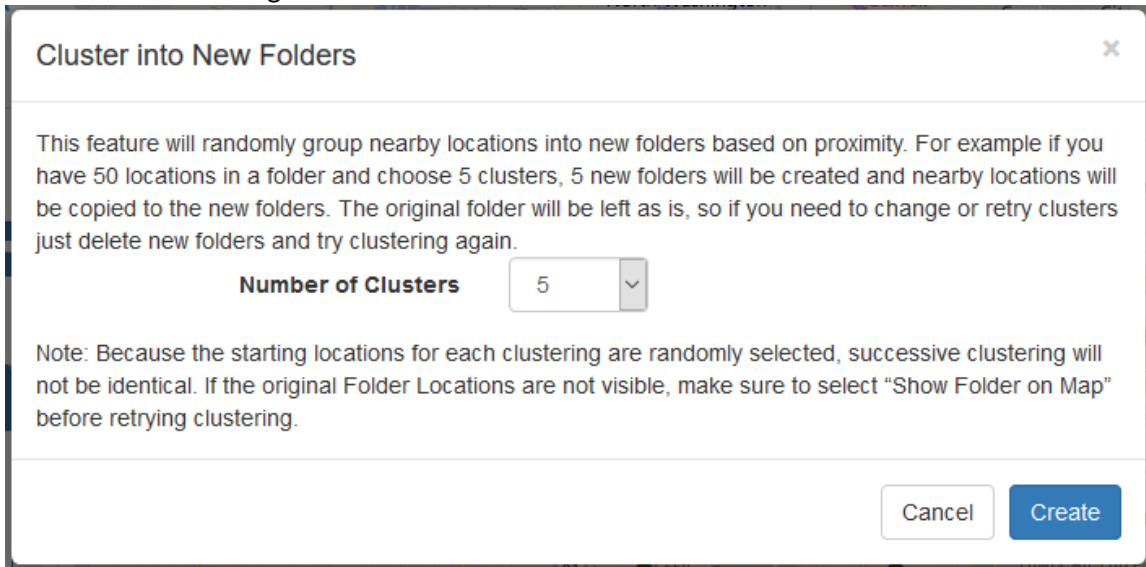 Cluster into New Folders
×
This feature will randomly group nearby locations into new folders based on proximity. For example if you
have 50 locations in a folder and choose 5 clusters, 5 new folders will be created and nearby locations will
be copied to the new folders. The original folder will be left as is, so if you need to change or retry clusters
just delete new folders and try clustering again.
Number of Clusters 5
Note: Because the starting locations for each clustering are randomly selected, successive clustering will
not be identical. If the original Folder Locations are not visible, make sure to select “Show Folder on Map”
before retrying clustering.
Cancel Create